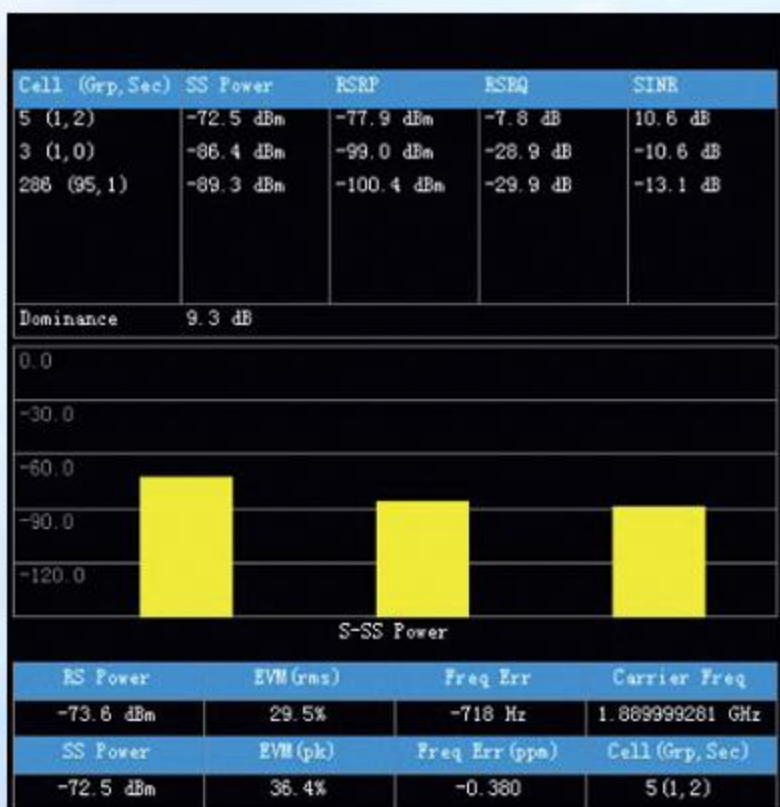 Cell (Grp,Sec) SS Power RSRP RSRQ SINR
5 (1,2) -72.5 dBm -77.9 dBm -7.8 dB 10.6 dB
3 (1,0) -86.4 dBm -99.0 dBm -28.9 dB -10.6 dB
286 (95,1) -89.3 dBm -100.4 dBm -29.9 dB -13.1 dB
Dominance 9.3 dB
0.0
-30.0
-60.0
-90.0
-120.0
S-SS Power
RS Power EVM(rms) Freq Err Carrier Freq
-73.6 dBm 29.5% -718 Hz 1.889999281 GHz
SS Power EVM(pk) Freq Err(ppm) Cell(Grp,Sec)
-72.5 dBm 36.4% -0.380 5(1,2)